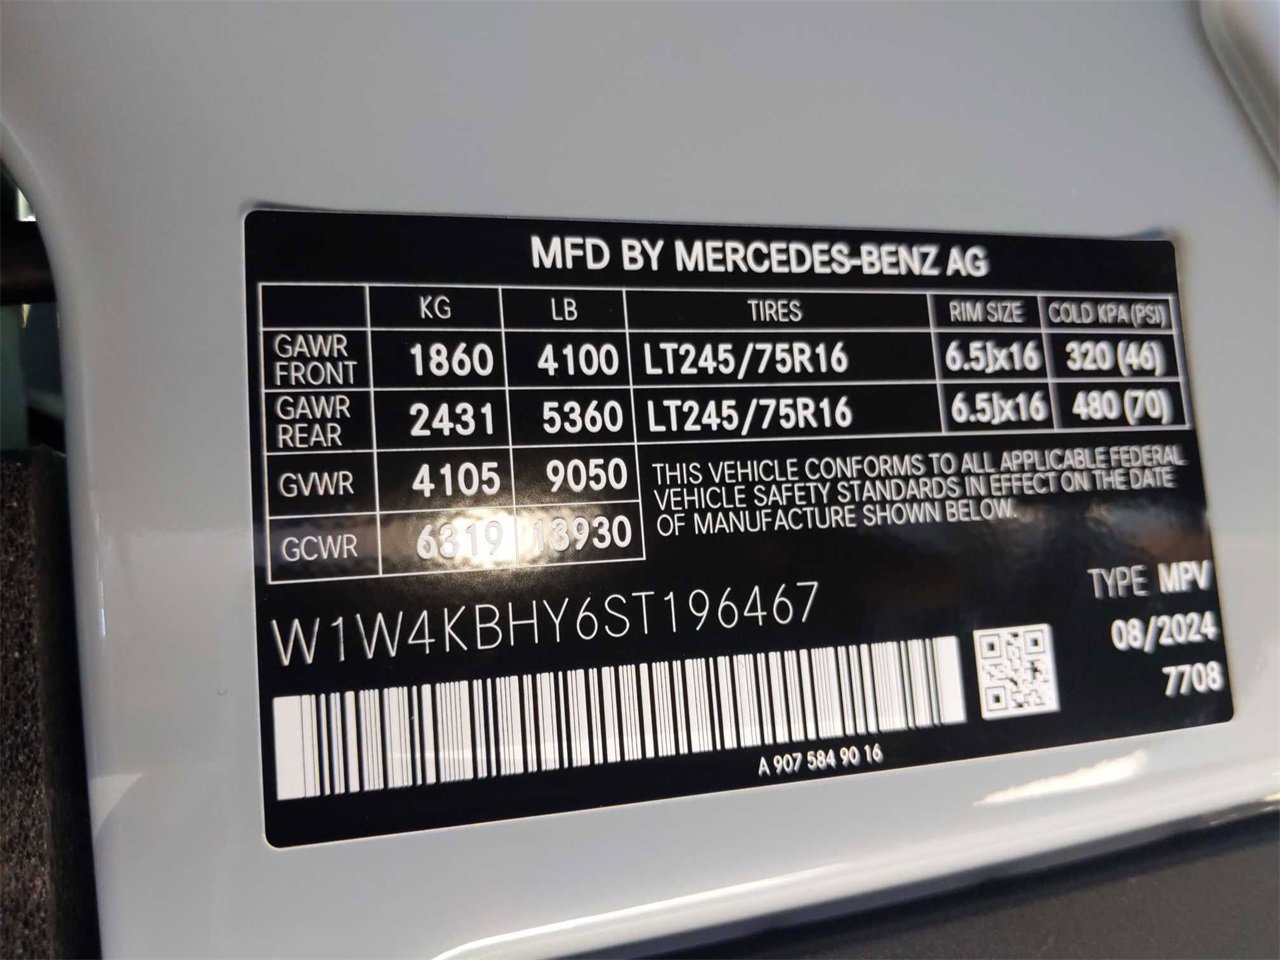 MFD BY MERCEDES-BENZ AG
KG LB TIRES RIM SIZE COLD KPA (PSI)
GAWR FRONT 1860 4100 LT245/75R16 6.5Jx16 320 (46)
GAWR REAR 2431 5360 LT245/75R16 6.5Jx16 480 (70)
GVWR 4105 9050
GCWR 6319 13930
THIS VEHICLE CONFORMS TO ALL APPLICABLE FEDERAL
VEHICLE SAFETY STANDARDS IN EFFECT ON THE DATE
OF MANUFACTURE SHOWN BELOW.
W1W4KBHY6ST196467
TYPE MPV
08/2024
7708
A 907 584 90 16